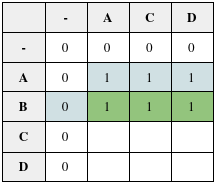 - A C D
- 0 0 0 0
A 0 1 1 1
B 0 1 1 1
C 0
D 0